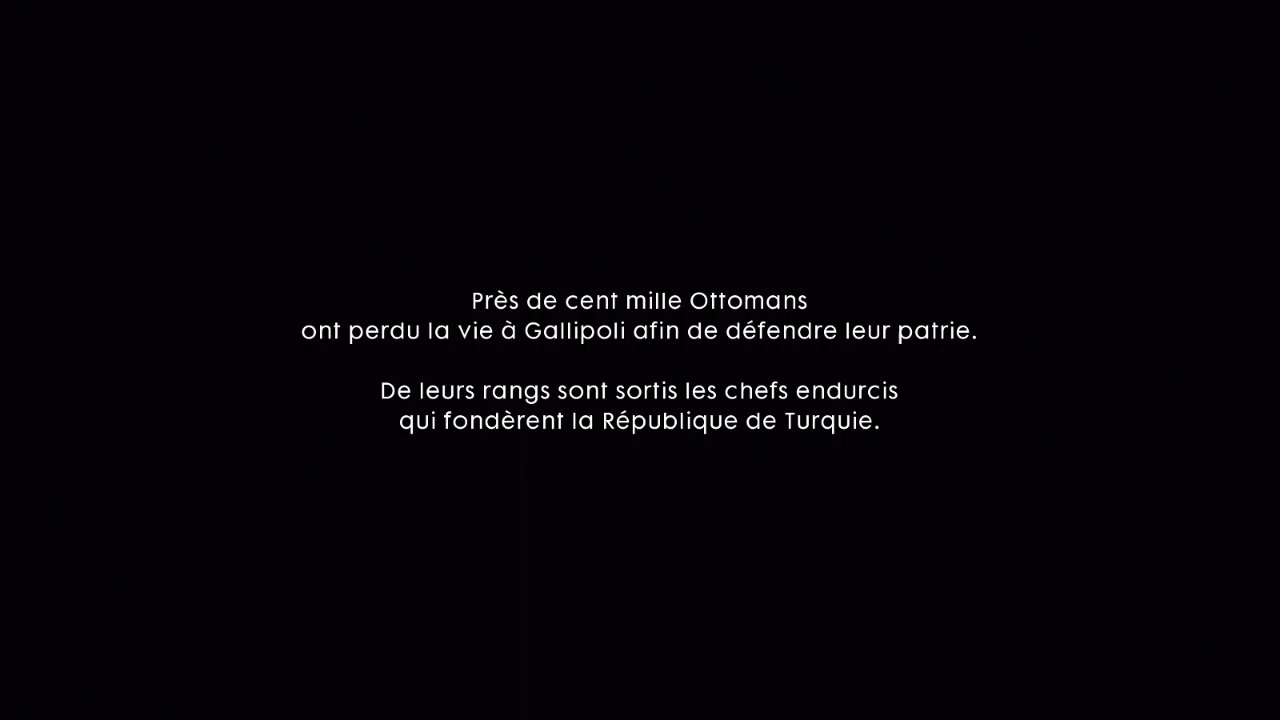 Près de cent mille Ottomans
ont perdu la vie à Gallipoli afin de défendre leur patrie.
De leurs rangs sont sortis les chefs endurcis
qui fondèrent la République de Turquie.